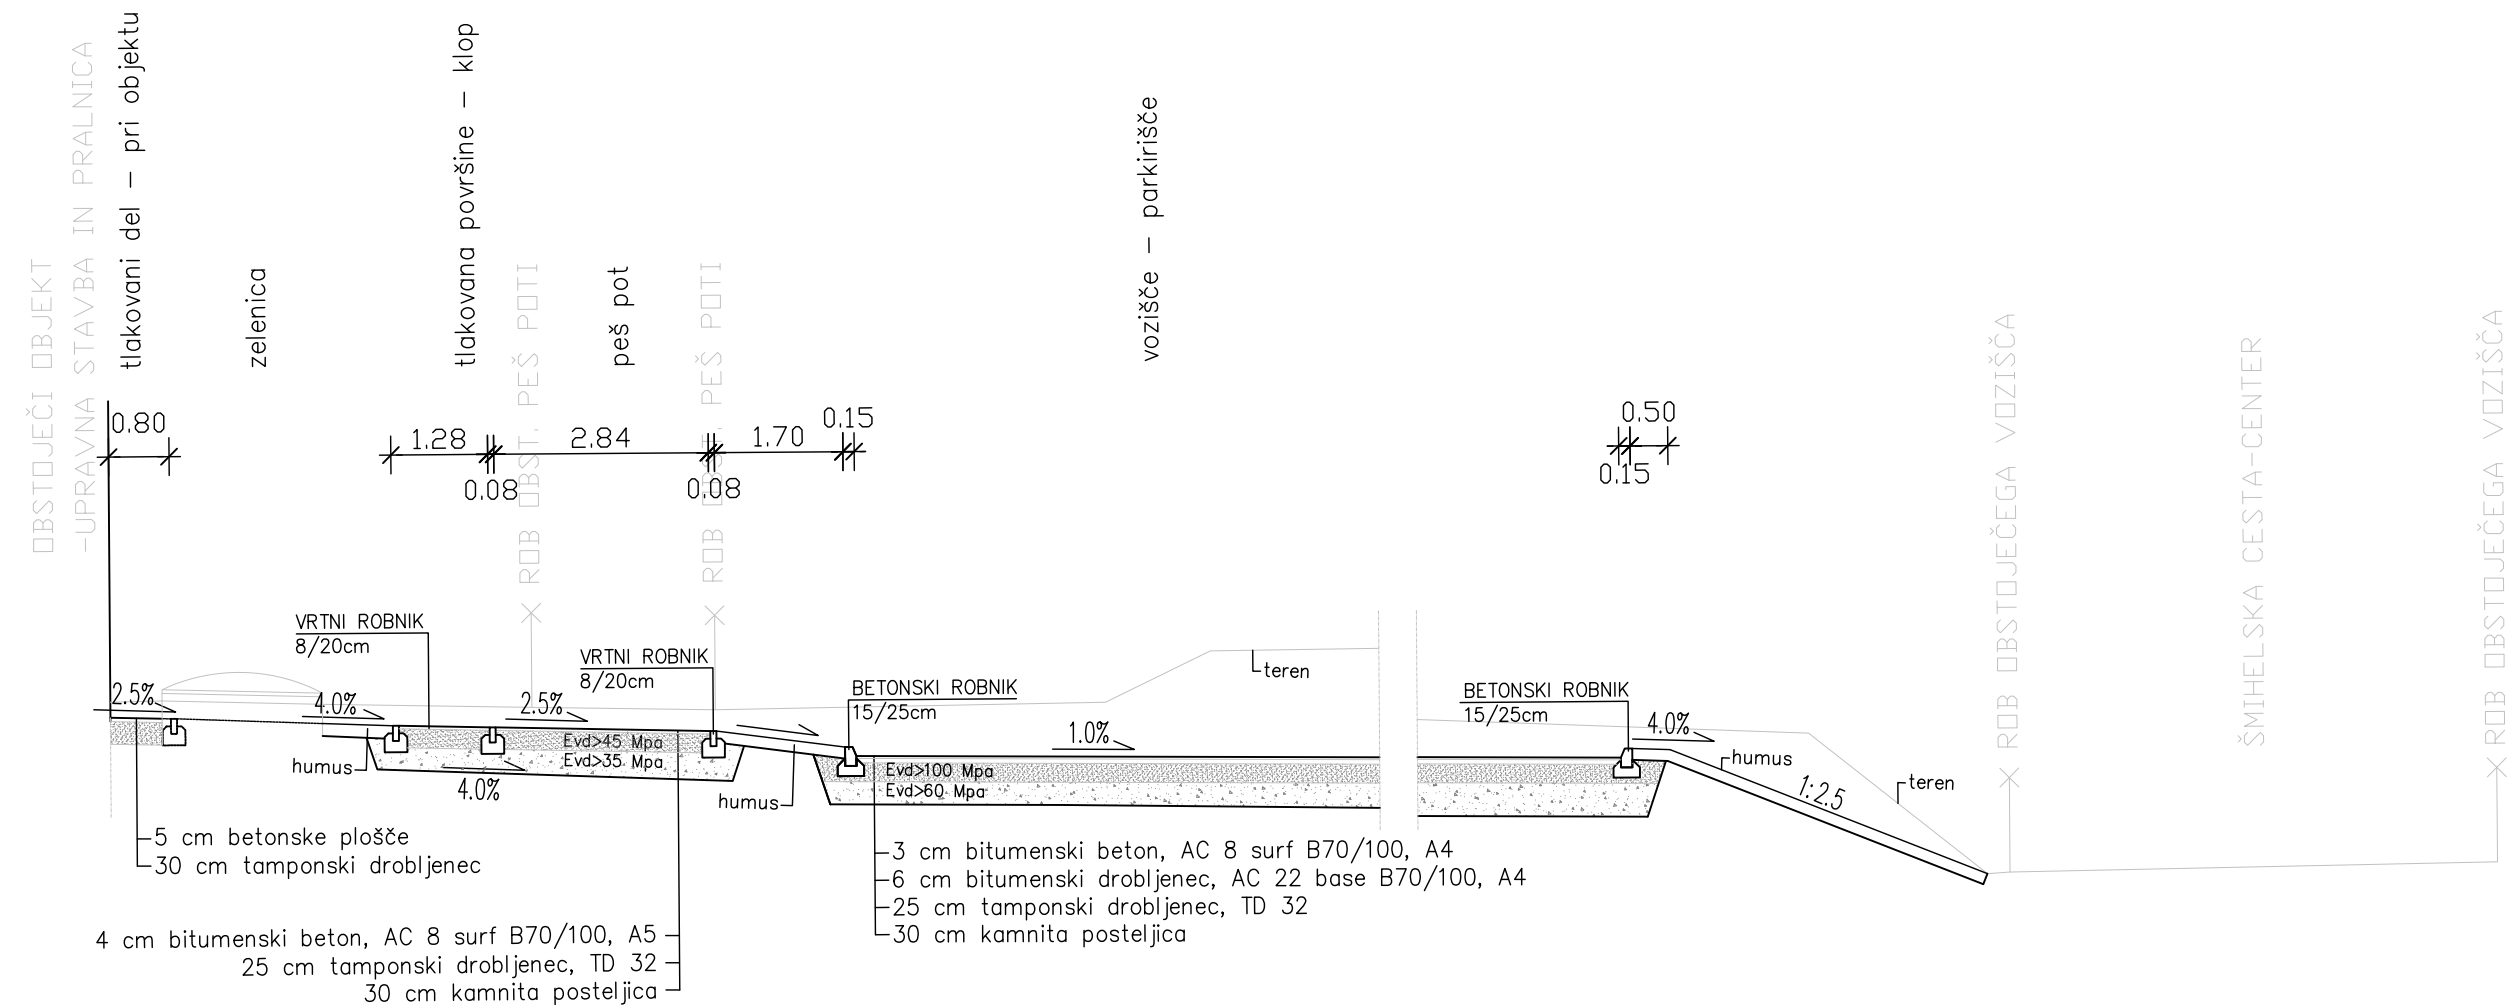 OBSTOJEČI OBJEKT
-UPRAVNA STAVBA IN PRALNICA
tlakovani del – pri objektu
zelenica
tlakovana površine – klop
ROB OBST. PEŠ POTI
peš pot
ROB OBST. PEŠ POTI
vozišče – parkirišče
ROB OBSTOJEČEGA VOZIŠČA
ŠMIHELSKA CESTA-CENTER
ROB OBSTOJEČEGA VOZIŠČA
0.80
1.28
0.08
2.84
0.08
1.70
0.15
0.50
0.15
VRTNI ROBNIK
8/20cm
VRTNI ROBNIK
8/20cm
BETONSKI ROBNIK
15/25cm
teren
BETONSKI ROBNIK
15/25cm
2.5%
4.0%
2.5%
1.0%
4.0%
Evd>45 Mpa
Evd>35 Mpa
4.0%
humus
humus
Evd>100 Mpa
Evd>60 Mpa
humus
1:2.5
teren
5 cm betonske plošče
30 cm tamponski drobljenec
4 cm bitumenski beton, AC 8 surf B70/100, A5
25 cm tamponski drobljenec, TD 32
30 cm kamnita posteljica
3 cm bitumenski beton, AC 8 surf B70/100, A4
6 cm bitumenski drobljenec, AC 22 base B70/100, A4
25 cm tamponski drobljenec, TD 32
30 cm kamnita posteljica